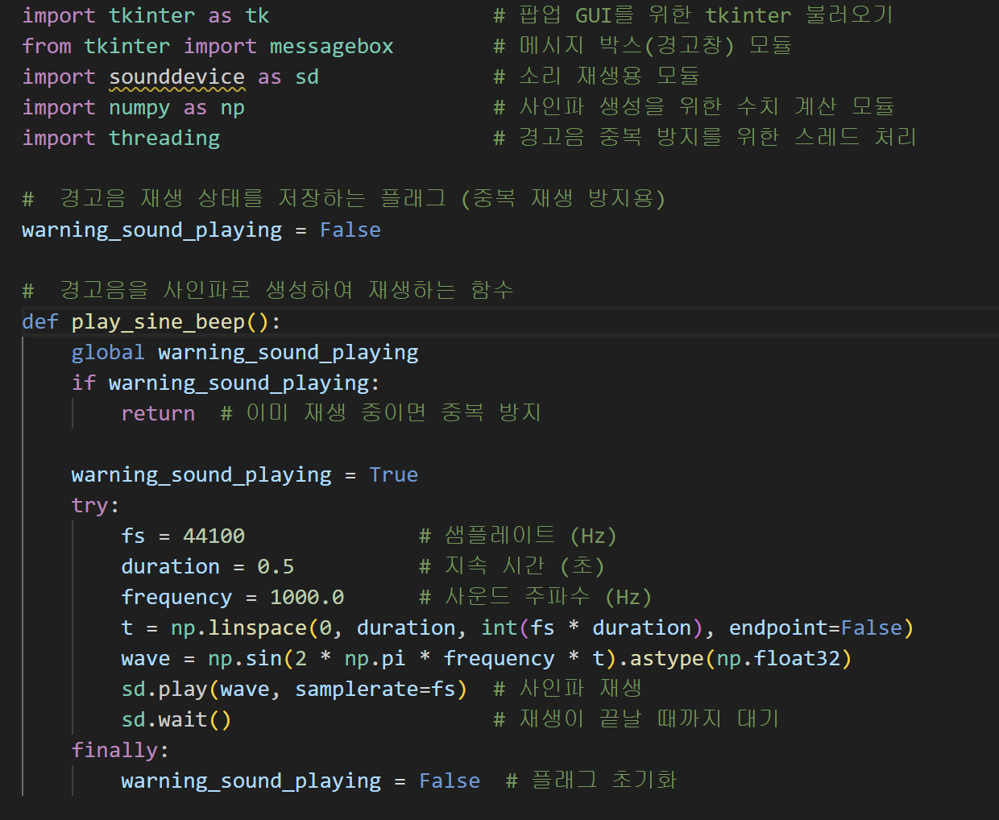 import tkinter as tk                  # 팝업 GUI를 위한 tkinter 불러오기
from tkinter import messagebox        # 메시지 박스(경고창) 모듈
import sounddevice as sd              # 소리 재생용 모듈
import numpy as np                    # 사인파 생성을 위한 수치 계산 모듈
import threading                      # 경고음 중복 방지를 위한 스레드 처리
#  경고음 재생 상태를 저장하는 플래그 (중복 재생 방지용)
warning_sound_playing = False
#  경고음을 사인파로 생성하여 재생하는 함수
def play_sine_beep():
    global warning_sound_playing
    if warning_sound_playing:
        return  # 이미 재생 중이면 중복 방지
    warning_sound_playing = True
    try:
        fs = 44100              # 샘플레이트 (Hz)
        duration = 0.5          # 지속 시간 (초)
        frequency = 1000.0      # 사운드 주파수 (Hz)
        t = np.linspace(0, duration, int(fs * duration), endpoint=False)
        wave = np.sin(2 * np.pi * frequency * t).astype(np.float32)
        sd.play(wave, samplerate=fs)  # 사인파 재생
        sd.wait()                     # 재생이 끝날 때까지 대기
    finally:
        warning_sound_playing = False  # 플래그 초기화